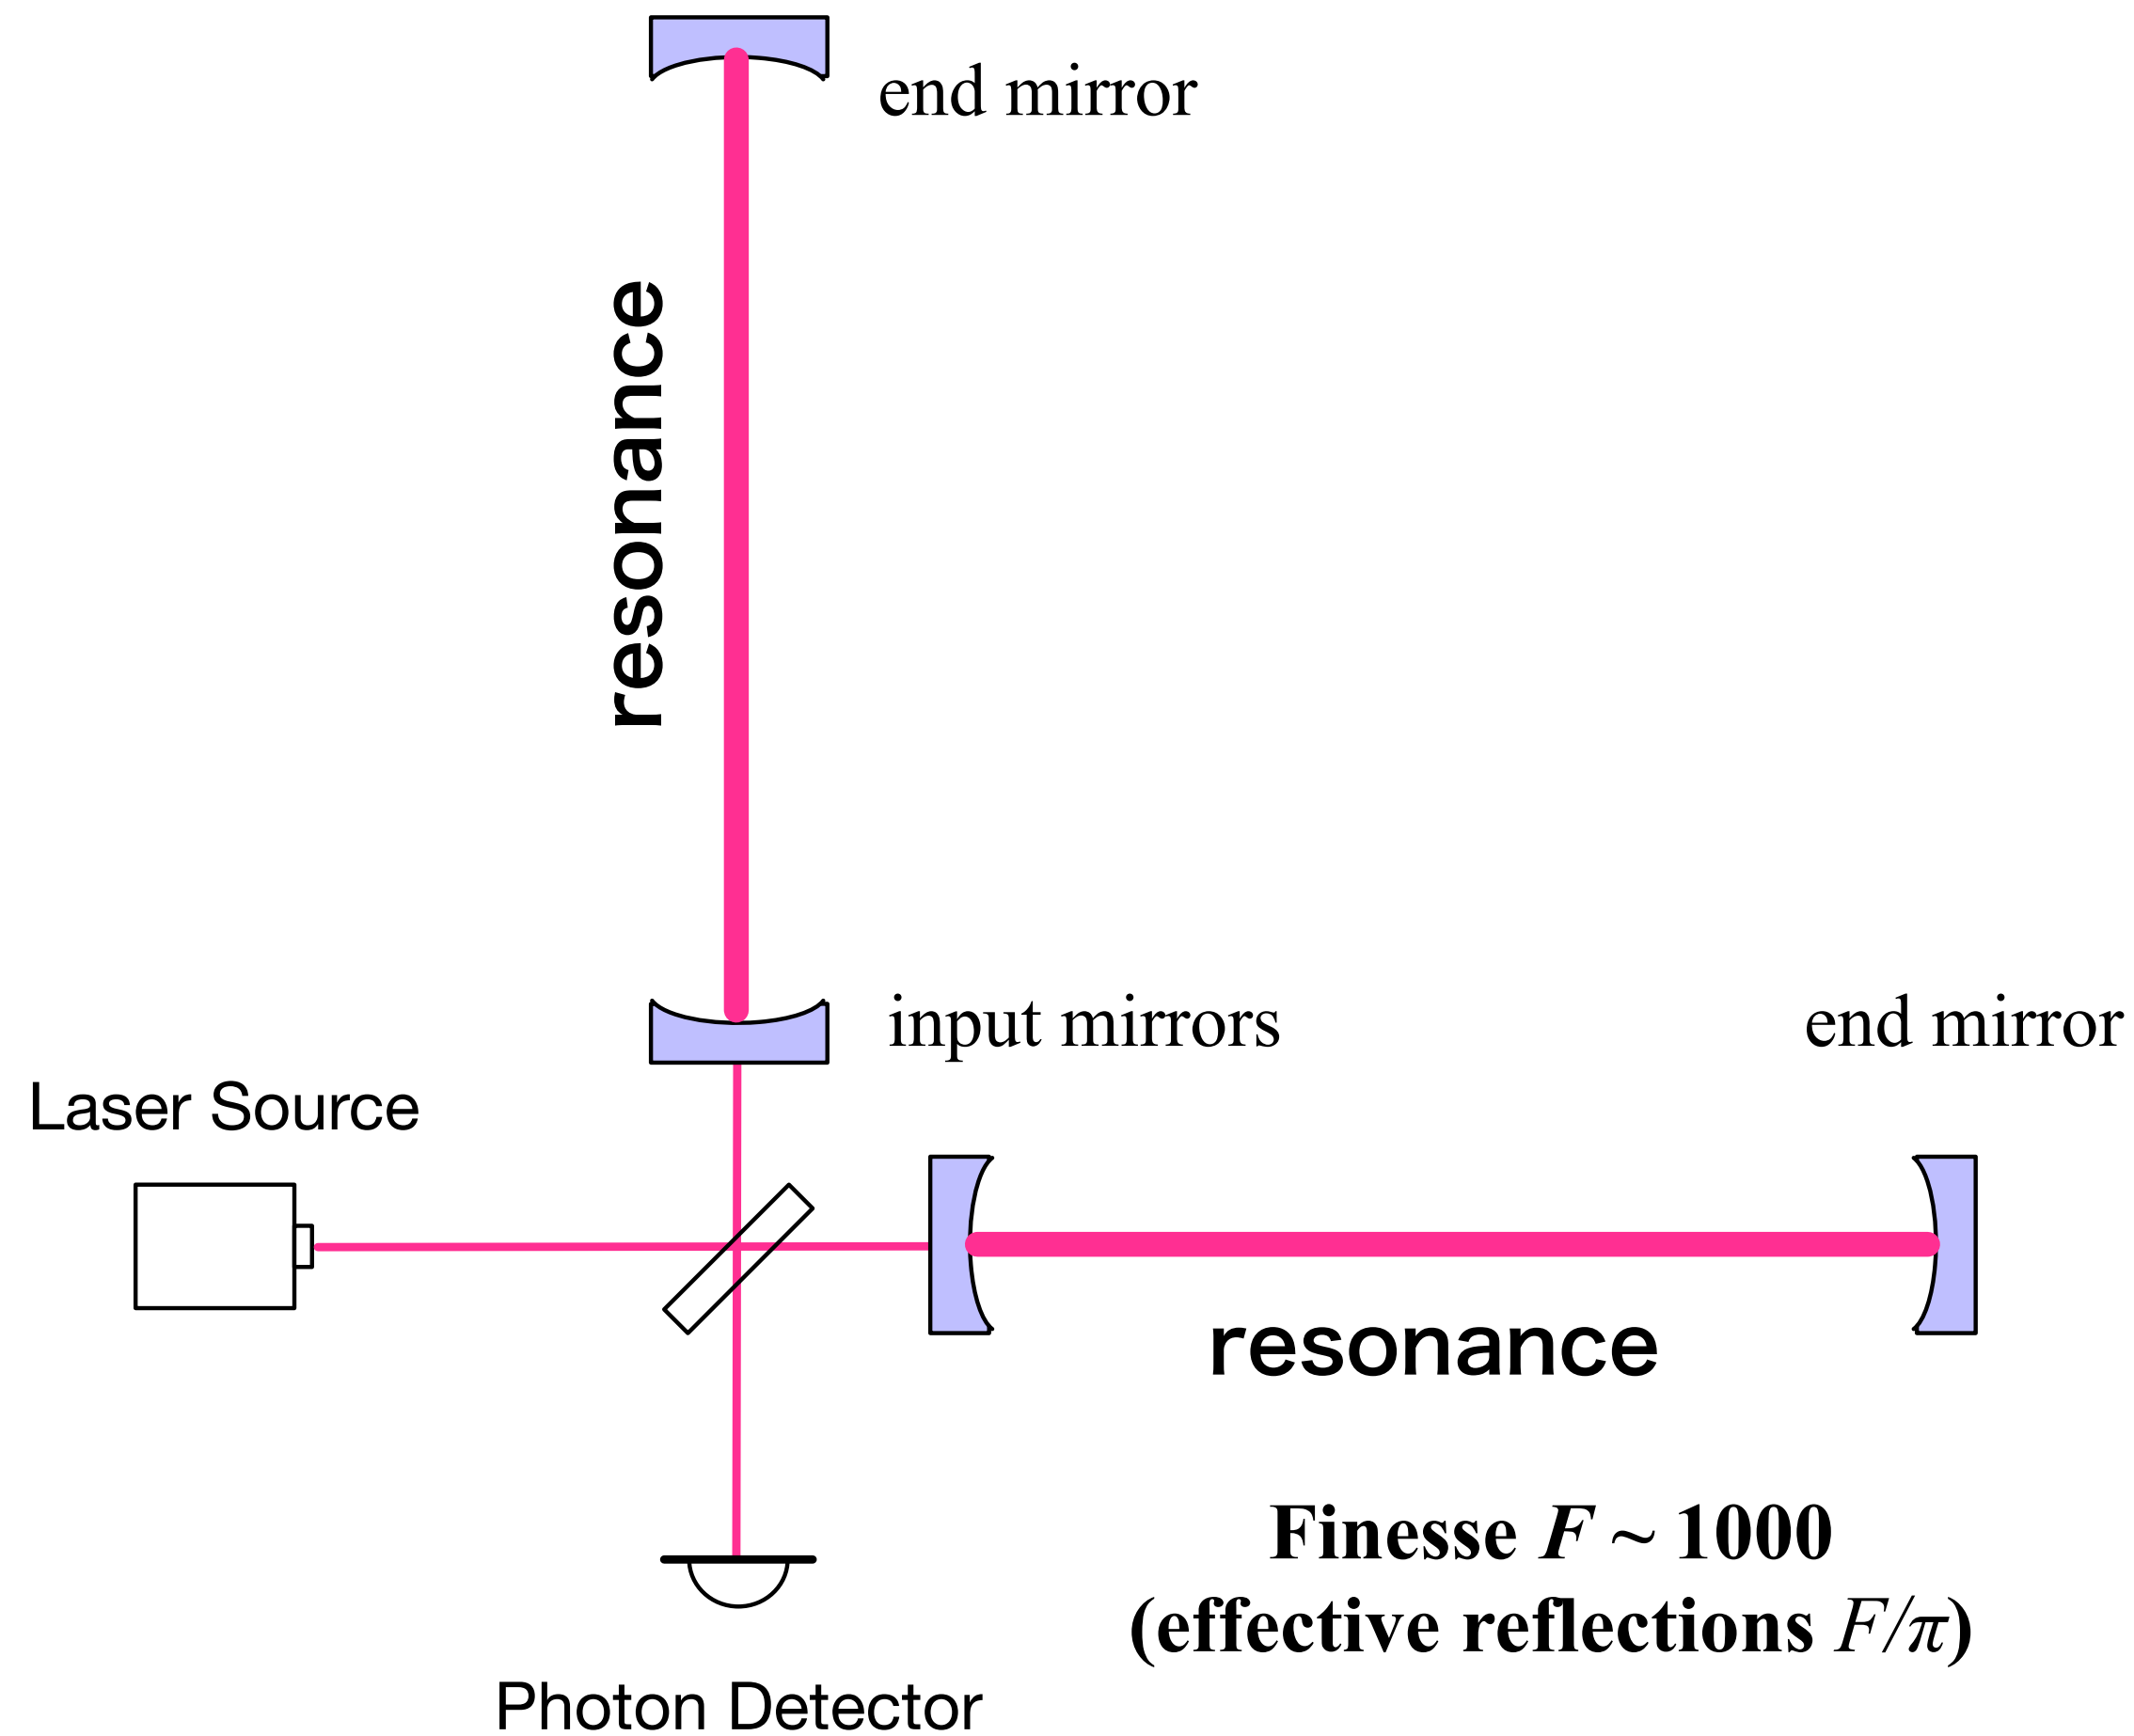 end mirror
resonance
input mirrors
end mirror
Laser Source
resonance
Finesse F ~ 1000
(effective reflections F/π)
Photon Detector